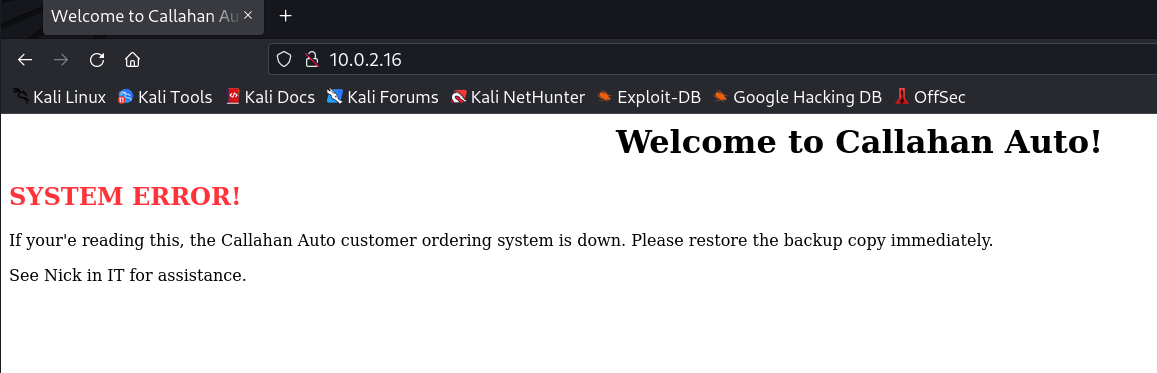 Welcome to Callahan Au
10.0.2.16
Kali Linux Kali Tools Kali Docs Kali Forums Kali NetHunter Exploit-DB Google Hacking DB OffSec
Welcome to Callahan Auto!
SYSTEM ERROR!
If your'e reading this, the Callahan Auto customer ordering system is down. Please restore the backup copy immediately.
See Nick in IT for assistance.